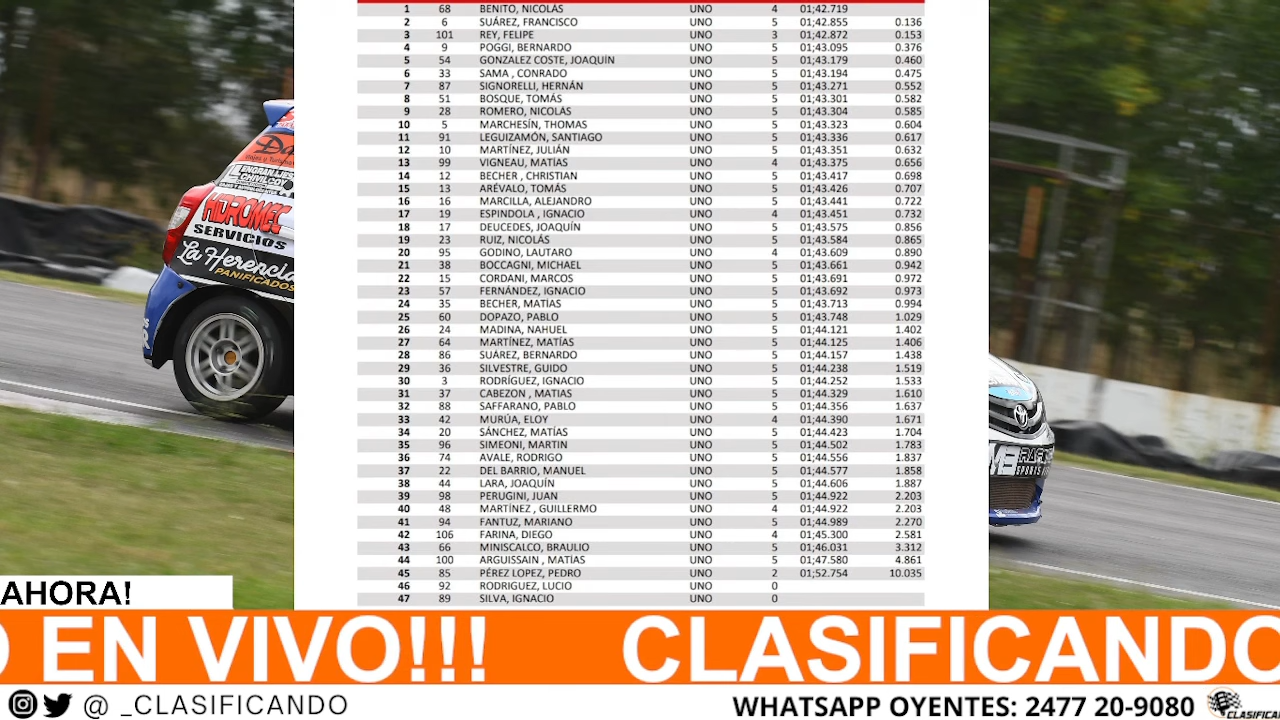 1 68 BENITO, NICOLÁS UNO 4 01;42.719
2 6 SUÁREZ, FRANCISCO UNO 5 01;42.855 0.136
3 101 REY, FELIPE UNO 3 01;42.872 0.153
4 9 POGGI, BERNARDO UNO 5 01;43.095 0.376
5 54 GONZALEZ COSTE, JOAQUÍN UNO 5 01;43.179 0.460
6 33 SAMA , CONRADO UNO 5 01;43.194 0.475
7 87 SIGNORELLI, HERNÁN UNO 5 01;43.271 0.552
8 51 BOSQUE, TOMÁS UNO 5 01;43.301 0.582
9 28 ROMERO, NICOLÁS UNO 5 01;43.304 0.585
10 5 MARCHESÍN, THOMAS UNO 5 01;43.323 0.604
11 91 LEGUIZAMÓN, SANTIAGO UNO 5 01;43.336 0.617
12 10 MARTÍNEZ, JULIÁN UNO 5 01;43.351 0.632
13 99 VIGNEAU, MATÍAS UNO 4 01;43.375 0.656
14 12 BECHER , CHRISTIAN UNO 5 01;43.417 0.698
15 13 ARÉVALO, TOMÁS UNO 5 01;43.426 0.707
16 16 MARCILLA, ALEJANDRO UNO 5 01;43.441 0.722
17 19 ESPINDOLA , IGNACIO UNO 4 01;43.451 0.732
18 17 DEUCEDES, JOAQUÍN UNO 5 01;43.575 0.856
19 23 RUIZ, NICOLÁS UNO 5 01;43.584 0.865
20 95 GODINO, LAUTARO UNO 4 01;43.609 0.890
21 38 BOCCAGNI, MICHAEL UNO 5 01;43.661 0.942
22 15 CORDANI, MARCOS UNO 5 01;43.691 0.972
23 57 FERNÁNDEZ, IGNACIO UNO 5 01;43.692 0.973
24 35 BECHER, MATÍAS UNO 5 01;43.713 0.994
25 60 DOPAZO, PABLO UNO 5 01;43.748 1.029
26 24 MADINA, NAHUEL UNO 5 01;44.121 1.402
27 64 MARTÍNEZ, MATÍAS UNO 5 01;44.125 1.406
28 86 SUÁREZ, BERNARDO UNO 5 01;44.157 1.438
29 36 SILVESTRE, GUIDO UNO 5 01;44.238 1.519
30 3 RODRÍGUEZ, IGNACIO UNO 5 01;44.252 1.533
31 37 CABEZON , MATIAS UNO 5 01;44.329 1.610
32 88 SAFFARANO, PABLO UNO 5 01;44.356 1.637
33 42 MURÚA, ELOY UNO 4 01;44.390 1.671
34 20 SÁNCHEZ, MATÍAS UNO 5 01;44.423 1.704
35 96 SIMEONI, MARTIN UNO 5 01;44.502 1.783
36 74 AVALE, RODRIGO UNO 5 01;44.556 1.837
37 22 DEL BARRIO, MANUEL UNO 5 01;44.577 1.858
38 44 LARA, JOAQUÍN UNO 5 01;44.606 1.887
39 98 PERUGINI, JUAN UNO 5 01;44.922 2.203
40 48 MARTÍNEZ , GUILLERMO UNO 4 01;44.922 2.203
41 94 FANTUZ, MARIANO UNO 5 01;44.989 2.270
42 106 FARINA, DIEGO UNO 4 01;45.300 2.581
43 66 MINISCALCO, BRAULIO UNO 5 01;46.031 3.312
44 100 ARGUISSAIN , MATÍAS UNO 5 01;47.580 4.861
45 85 PÉREZ LOPEZ, PEDRO UNO 2 01;52.754 10.035
46 92 RODRIGUEZ, LUCIO UNO 0
47 89 SILVA, IGNACIO UNO 0
HIDROMEC
SERVICIOS
La Herencia
PANIFICADOS
AHORA!
O EN VIVO!!! CLASIFICANDO
@ _CLASIFICANDO
WHATSAPP OYENTES: 2477 20-9080
CLASIFICAN